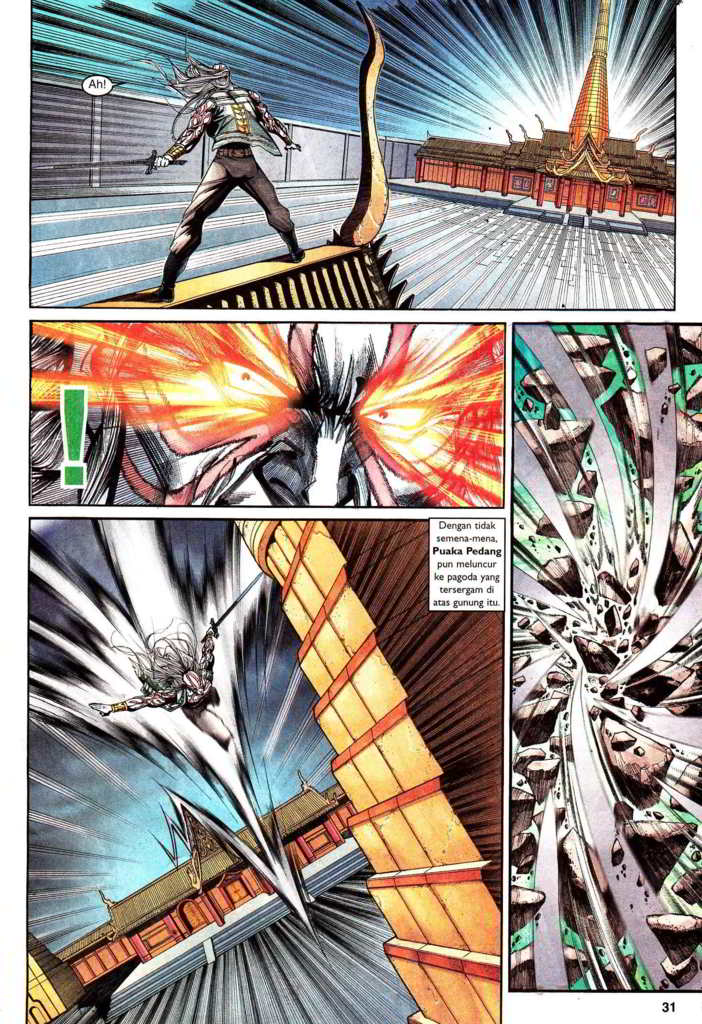 Ah!
!
Dengan tidak
semena-mena,
Puaka Pedang
pun meluncur
ke pagoda yang
tersergam di
atas gunung itu.
31